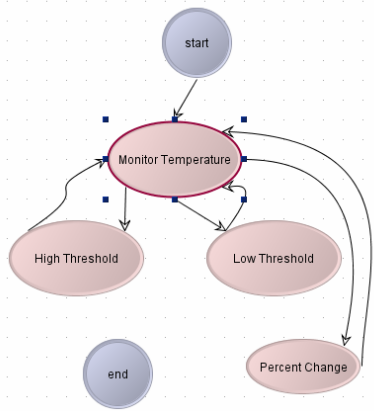 start
Monitor Temperature
High Threshold
Low Threshold
end
Percent Change